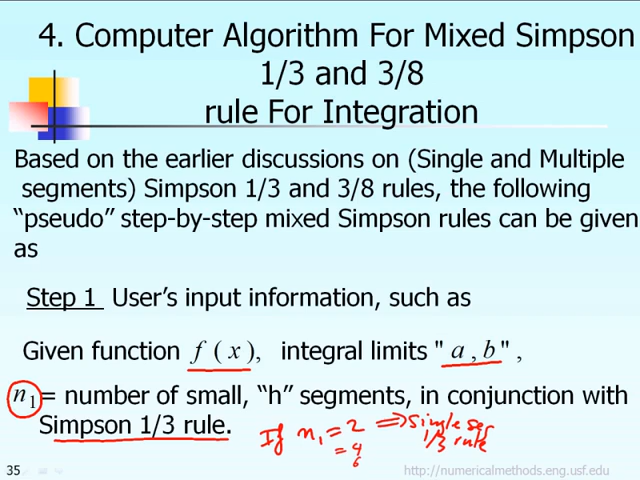 4. Computer Algorithm For Mixed Simpson
1/3 and 3/8
rule For Integration
Based on the earlier discussions on (Single and Multiple
segments) Simpson 1/3 and 3/8 rules, the following
“pseudo” step-by-step mixed Simpson rules can be given
as
Step 1 User’s input information, such as
Given function f ( x ), integral limits " a , b " ,
n1 = number of small, “h” segments, in conjunction with
Simpson 1/3 rule.
If n1 = 2 ⇒ single seg
= 4 1/3 rule
6
35 http://numericalmethods.eng.usf.edu